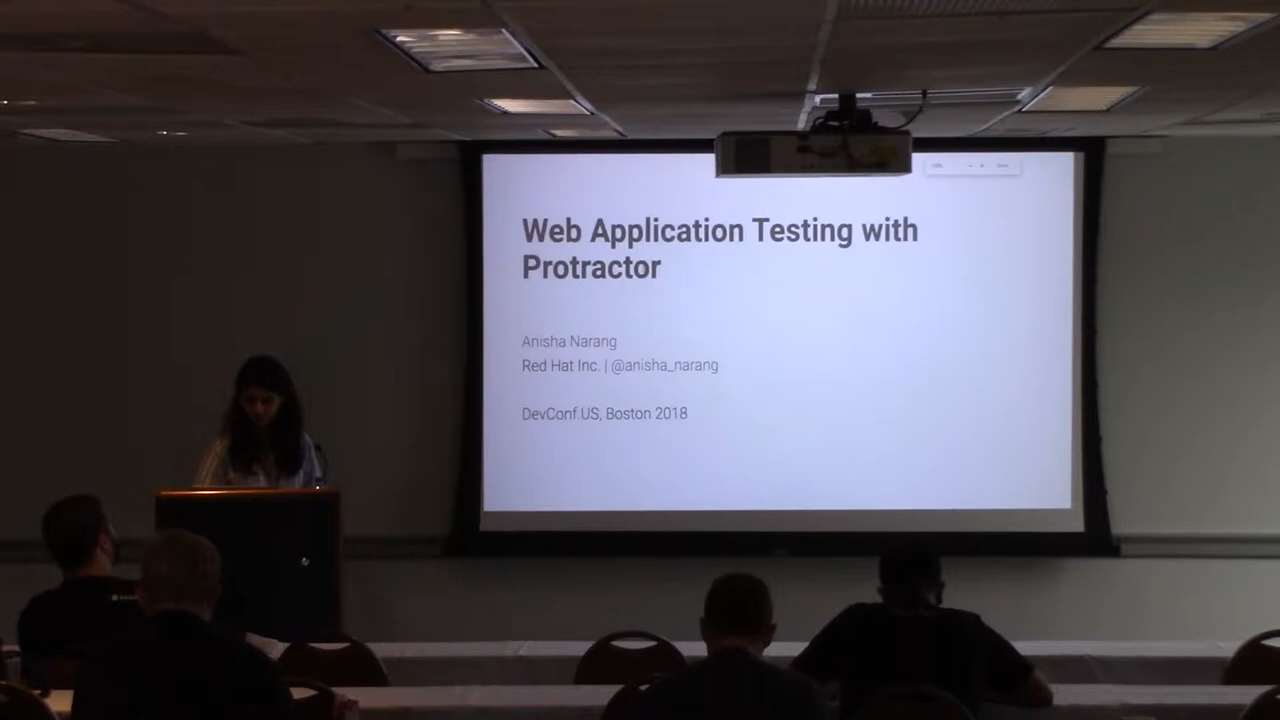 Web Application Testing with
Protractor
Anisha Narang
Red Hat Inc. | @anisha_narang
DevConf.US, Boston 2018